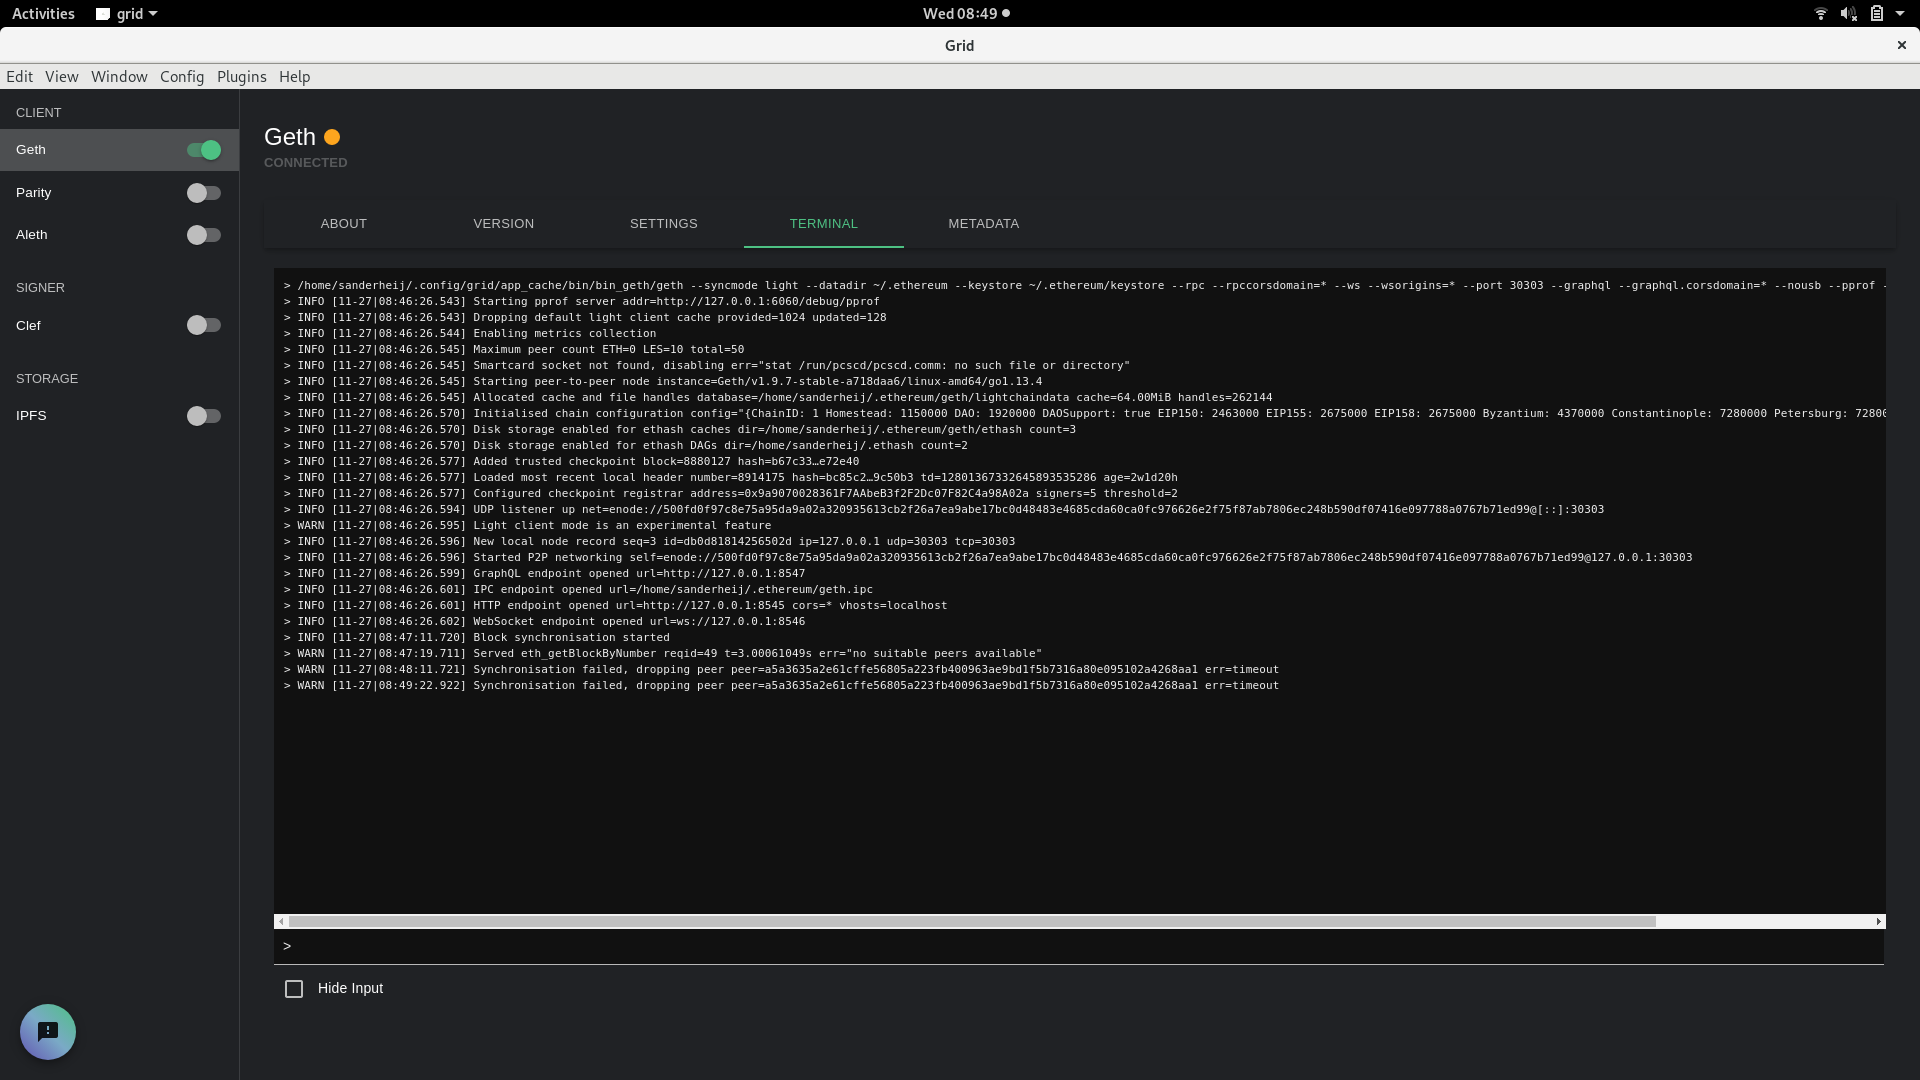 Activities grid Wed 08:49
Grid
Edit View Window Config Plugins Help
CLIENT
Geth
Parity
Aleth
SIGNER
Clef
STORAGE
IPFS
Geth
CONNECTED
ABOUT VERSION SETTINGS TERMINAL METADATA
> /home/sanderheij/.config/grid/app_cache/bin/bin_geth/geth --syncmode light --datadir ~/.ethereum --keystore ~/.ethereum/keystore --rpc --rpccorsdomain=* --ws --wsorigins=* --port 30303 --graphql --graphql.corsdomain=* --nousb --pprof -
> INFO [11-27|08:46:26.543] Starting pprof server addr=http://127.0.0.1:6060/debug/pprof
> INFO [11-27|08:46:26.543] Dropping default light client cache provided=1024 updated=128
> INFO [11-27|08:46:26.544] Enabling metrics collection
> INFO [11-27|08:46:26.545] Maximum peer count ETH=0 LES=10 total=50
> INFO [11-27|08:46:26.545] Smartcard socket not found, disabling err="stat /run/pcscd/pcscd.comm: no such file or directory"
> INFO [11-27|08:46:26.545] Starting peer-to-peer node instance=Geth/v1.9.7-stable-a718daa6/linux-amd64/go1.13.4
> INFO [11-27|08:46:26.545] Allocated cache and file handles database=/home/sanderheij/.ethereum/geth/lightchaindata cache=64.00MiB handles=262144
> INFO [11-27|08:46:26.570] Initialised chain configuration config="{ChainID: 1 Homestead: 1150000 DAO: 1920000 DAOSupport: true EIP150: 2463000 EIP155: 2675000 EIP158: 2675000 Byzantium: 4370000 Constantinople: 7280000 Petersburg: 72800
> INFO [11-27|08:46:26.570] Disk storage enabled for ethash caches dir=/home/sanderheij/.ethereum/geth/ethash count=3
> INFO [11-27|08:46:26.570] Disk storage enabled for ethash DAGs dir=/home/sanderheij/.ethash count=2
> INFO [11-27|08:46:26.577] Added trusted checkpoint block=8880127 hash=b67c33…e72e40
> INFO [11-27|08:46:26.577] Loaded most recent local header number=8914175 hash=bc85c2…9c50b3 td=12801367332645893535286 age=2w1d20h
> INFO [11-27|08:46:26.577] Configured checkpoint registrar address=0x9a9070028361F7AAbeB3f2F2Dc07F82C4a98A02a signers=5 threshold=2
> INFO [11-27|08:46:26.594] UDP listener up net=enode://500fd0f97c8e75a95da9a02a320935613cb2f26a7ea9abe17bc0d48483e4685cda60ca0fc976626e2f75f87ab7806ec248b590df07416e097788a0767b71ed99@[::]:30303
> WARN [11-27|08:46:26.595] Light client mode is an experimental feature
> INFO [11-27|08:46:26.596] New local node record seq=3 id=db0d81814256502d ip=127.0.0.1 udp=30303 tcp=30303
> INFO [11-27|08:46:26.596] Started P2P networking self=enode://500fd0f97c8e75a95da9a02a320935613cb2f26a7ea9abe17bc0d48483e4685cda60ca0fc976626e2f75f87ab7806ec248b590df07416e097788a0767b71ed99@127.0.0.1:30303
> INFO [11-27|08:46:26.599] GraphQL endpoint opened url=http://127.0.0.1:8547
> INFO [11-27|08:46:26.601] IPC endpoint opened url=/home/sanderheij/.ethereum/geth.ipc
> INFO [11-27|08:46:26.601] HTTP endpoint opened url=http://127.0.0.1:8545 cors=* vhosts=localhost
> INFO [11-27|08:46:26.602] WebSocket endpoint opened url=ws://127.0.0.1:8546
> INFO [11-27|08:47:11.720] Block synchronisation started
> WARN [11-27|08:47:19.711] Served eth_getBlockByNumber reqid=49 t=3.00061049s err="no suitable peers available"
> WARN [11-27|08:48:11.721] Synchronisation failed, dropping peer peer=a5a3635a2e61cffe56805a223fb400963ae9bd1f5b7316a80e095102a4268aa1 err=timeout
> WARN [11-27|08:49:22.922] Synchronisation failed, dropping peer peer=a5a3635a2e61cffe56805a223fb400963ae9bd1f5b7316a80e095102a4268aa1 err=timeout
>
Hide Input